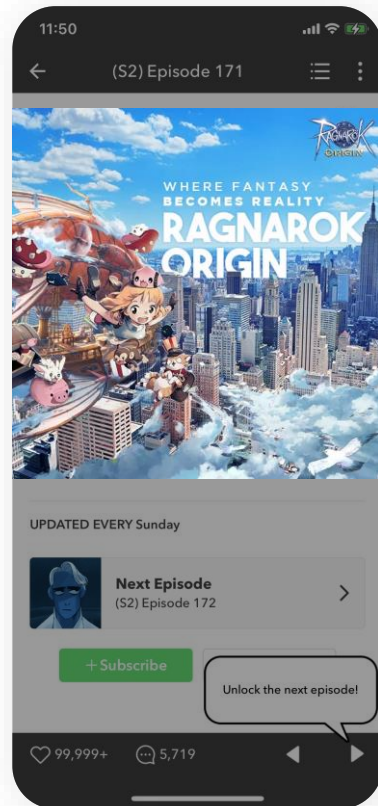 11:50
(S2) Episode 171
RAGNAROK
ORIGIN
WHERE FANTASY
BECOMES REALITY
RAGNAROK
ORIGIN
UPDATED EVERY Sunday
Next Episode
(S2) Episode 172
+ Subscribe
Unlock the next episode!
99,999+
5,719